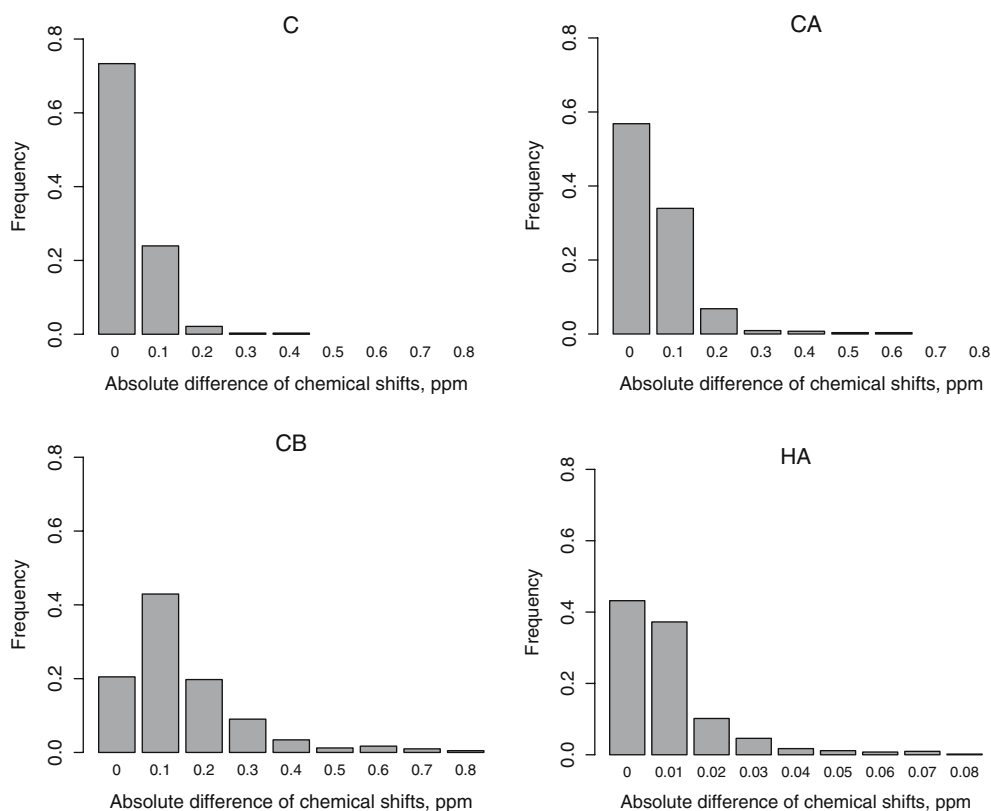 C
0.8
0.6
0.4
0.2
0.0
Frequency
0 0.1 0.2 0.3 0.4 0.5 0.6 0.7 0.8
Absolute difference of chemical shifts, ppm
CA
0.8
0.6
0.4
0.2
0.0
Frequency
0 0.1 0.2 0.3 0.4 0.5 0.6 0.7 0.8
Absolute difference of chemical shifts, ppm
CB
0.8
0.6
0.4
0.2
0.0
Frequency
0 0.1 0.2 0.3 0.4 0.5 0.6 0.7 0.8
Absolute difference of chemical shifts, ppm
HA
0.8
0.6
0.4
0.2
0.0
Frequency
0 0.01 0.02 0.03 0.04 0.05 0.06 0.07 0.08
Absolute difference of chemical shifts, ppm